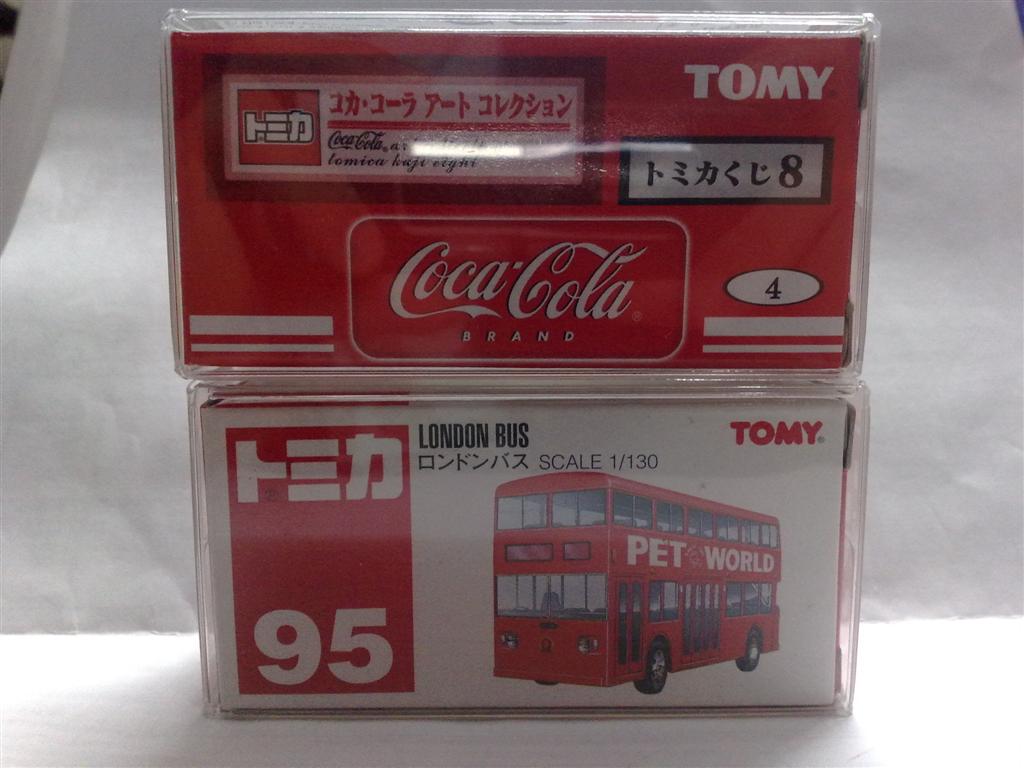 TOMY
トミカ
コカ・コーラ アート コレクション
Coca-Cola
tomica kuji eight
トミカくじ 8
Coca-Cola®
BRAND
4
トミカ®
LONDON BUS
ロンドンバス SCALE 1/130
TOMY®
PET WORLD
95